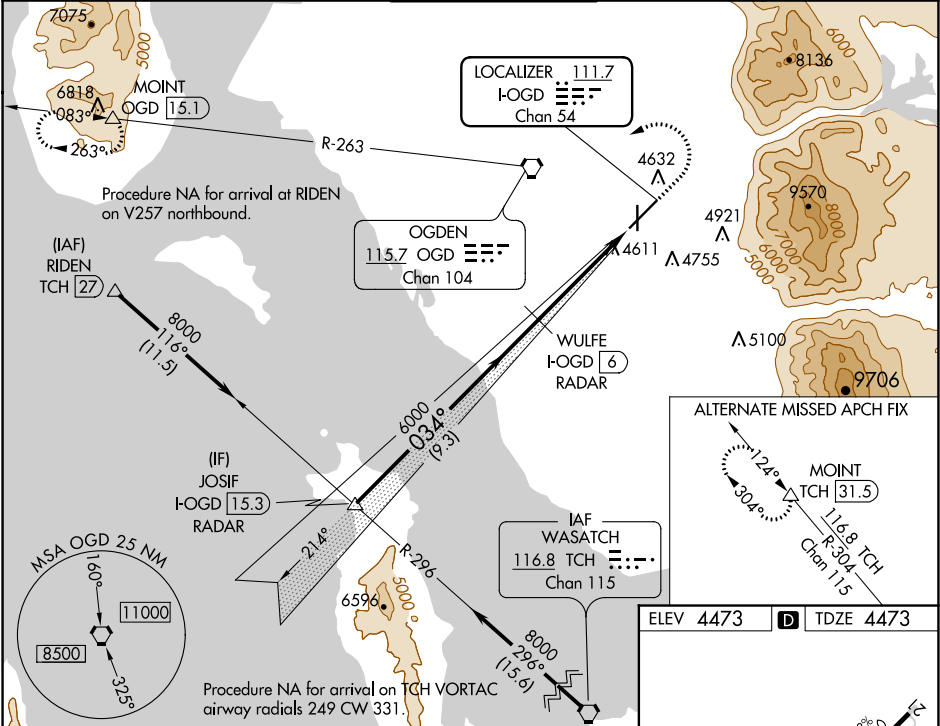 7075
5000
6818
MOINT
OGD 15.1
083°
263°
R-263
Procedure NA for arrival at RIDEN
on V257 northbound.
LOCALIZER 111.7
I-OGD
Chan 54
4632
8136
6000
9570
8000
6000
5000
4921
4611
4755
OGDEN
115.7 OGD
Chan 104
(IAF)
RIDEN
TCH 27
8000
116°
(11.5)
WULFE
I-OGD 6
RADAR
5100
9706
6000
034°
(9.3)
(IF)
JOSIF
I-OGD 15.3
RADAR
214°
R-296
ALTERNATE MISSED APCH FIX
124°
304°
MOINT
TCH 31.5
116.8 TCH
R-304
Chan 115
IAF
WASATCH
116.8 TCH
Chan 115
MSA OGD 25 NM
160°
11000
8500
325°
6596
5000
8000
296°
(15.6)
Procedure NA for arrival on TCH VORTAC
airway radials 249 CW 331.
ELEV 4473
D
TDZE 4473
21